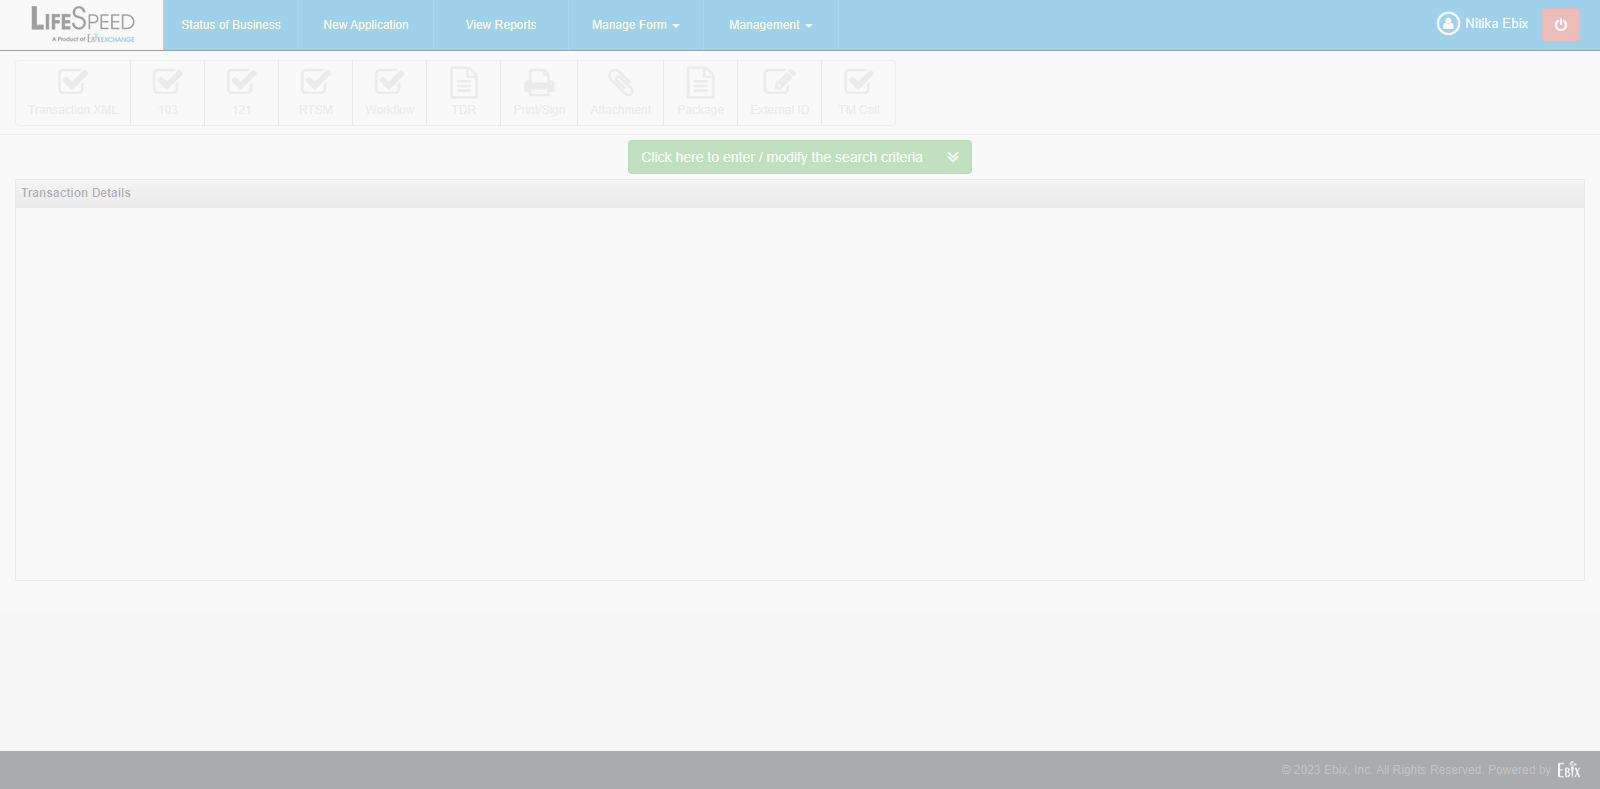 LIFESPEED
A Product of Ebix EXCHANGE
Status of Business
New Application
View Reports
Manage Form
Management
Nitika Ebix
Transaction XML
103
121
RTSM
Workflow
TDR
Print/Sign
Attachment
Package
External ID
TM Call
Click here to enter / modify the search criteria
Transaction Details
© 2023 Ebix, Inc. All Rights Reserved. Powered by EBIX